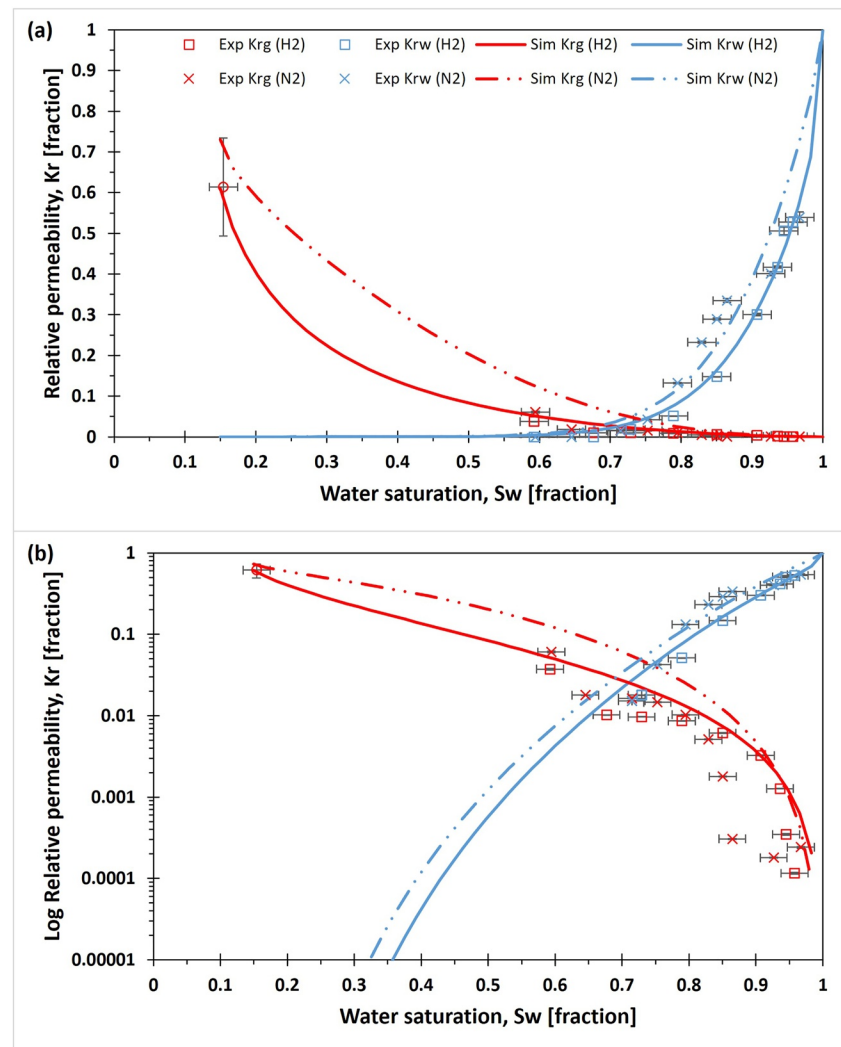 (a)
Exp Krg (H2) Exp Krw (H2) Sim Krg (H2) Sim Krw (H2)
Exp Krg (N2) Exp Krw (N2) Sim Krg (N2) Sim Krw (N2)
Relative permeability, Kr [fraction]
1
0.9
0.8
0.7
0.6
0.5
0.4
0.3
0.2
0.1
0
0 0.1 0.2 0.3 0.4 0.5 0.6 0.7 0.8 0.9 1
Water saturation, Sw [fraction]
(b)
Log Relative permeability, Kr [fraction]
1
0.1
0.01
0.001
0.0001
0.00001
0 0.1 0.2 0.3 0.4 0.5 0.6 0.7 0.8 0.9 1
Water saturation, Sw [fraction]